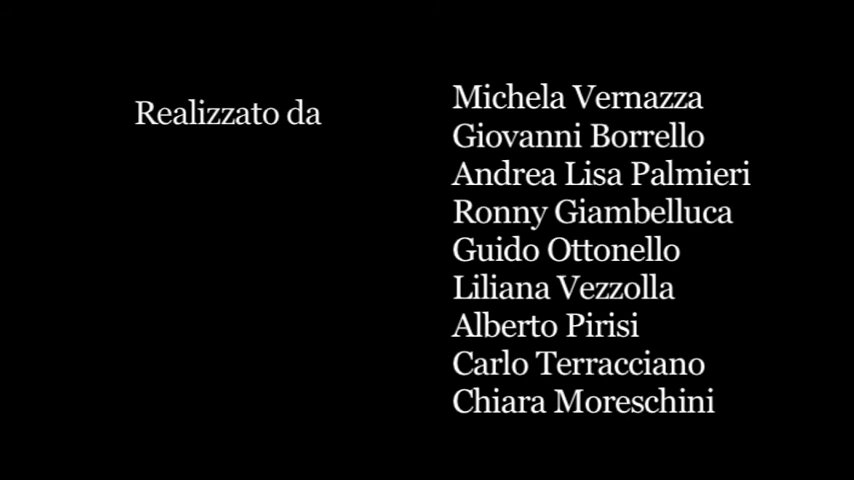 Realizzato da
Michela Vernazza
Giovanni Borrello
Andrea Lisa Palmieri
Ronny Giambelluca
Guido Ottonello
Liliana Vezzolla
Alberto Pirisi
Carlo Terracciano
Chiara Moreschini